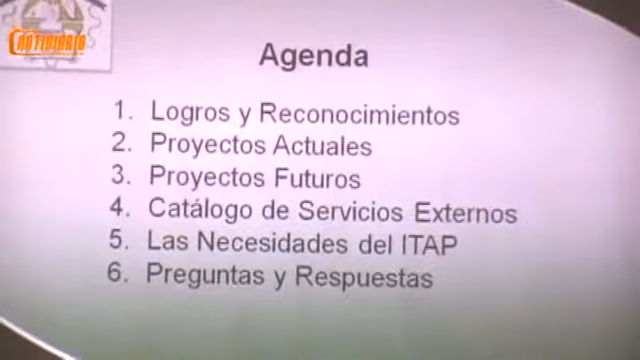 NOTIDIARIO
Agenda
1. Logros y Reconocimientos
2. Proyectos Actuales
3. Proyectos Futuros
4. Catálogo de Servicios Externos
5. Las Necesidades del ITAP
6. Preguntas y Respuestas